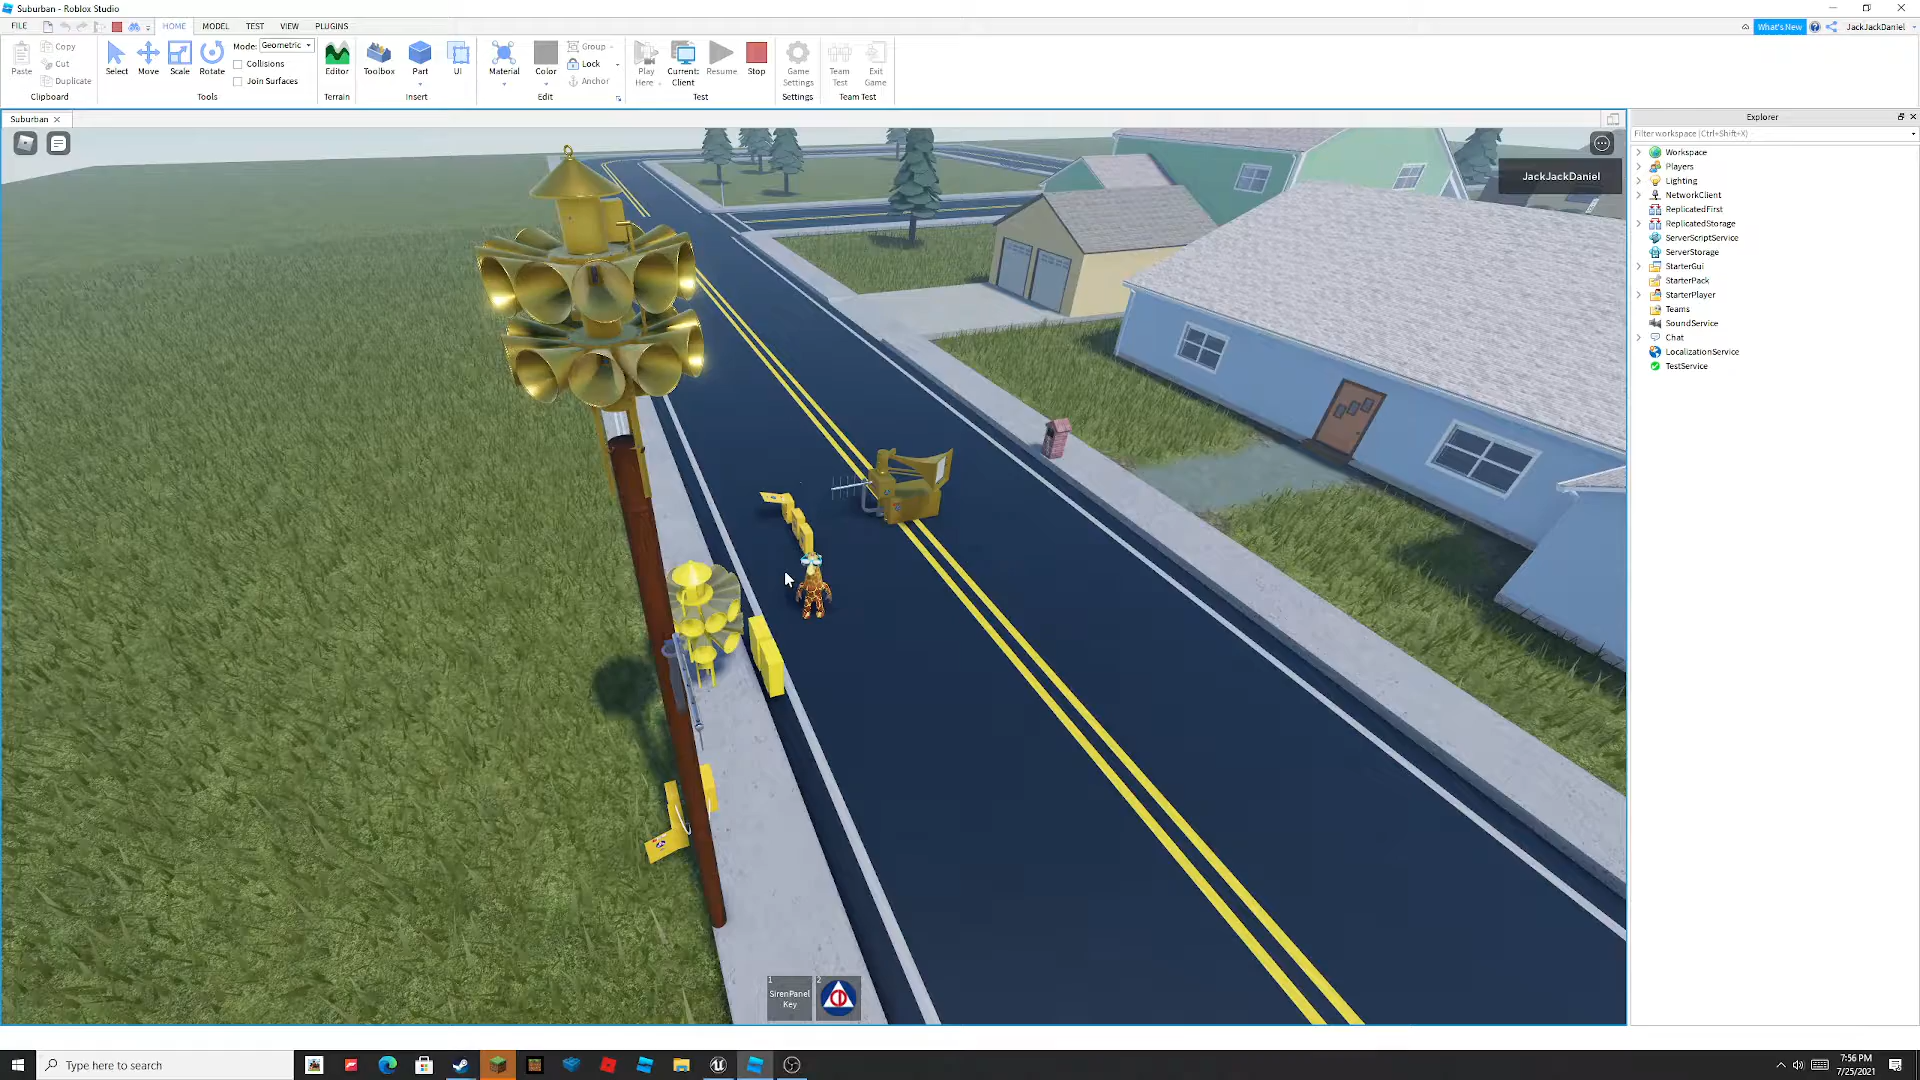 Suburban - Roblox Studio
FILE HOME MODEL TEST VIEW PLUGINS What's New JackJackDaniel
Paste Copy Cut Duplicate Clipboard
Select Move Scale Rotate Mode: Geometric Collisions Join Surfaces Tools
Editor Terrain
Toolbox Part UI Insert
Material Color Group Lock Anchor Edit
Play Here Current: Client Resume Stop Test
Game Settings Settings
Team Test Exit Game Team Test
Suburban
JackJackDaniel
Explorer
Filter workspace (Ctrl+Shift+X)
Workspace
Players
Lighting
NetworkClient
ReplicatedFirst
ReplicatedStorage
ServerScriptService
ServerStorage
StarterGui
StarterPack
StarterPlayer
Teams
SoundService
Chat
LocalizationService
TestService
1 2
SirenPanel
Key
Type here to search
7:56 PM
7/25/2021